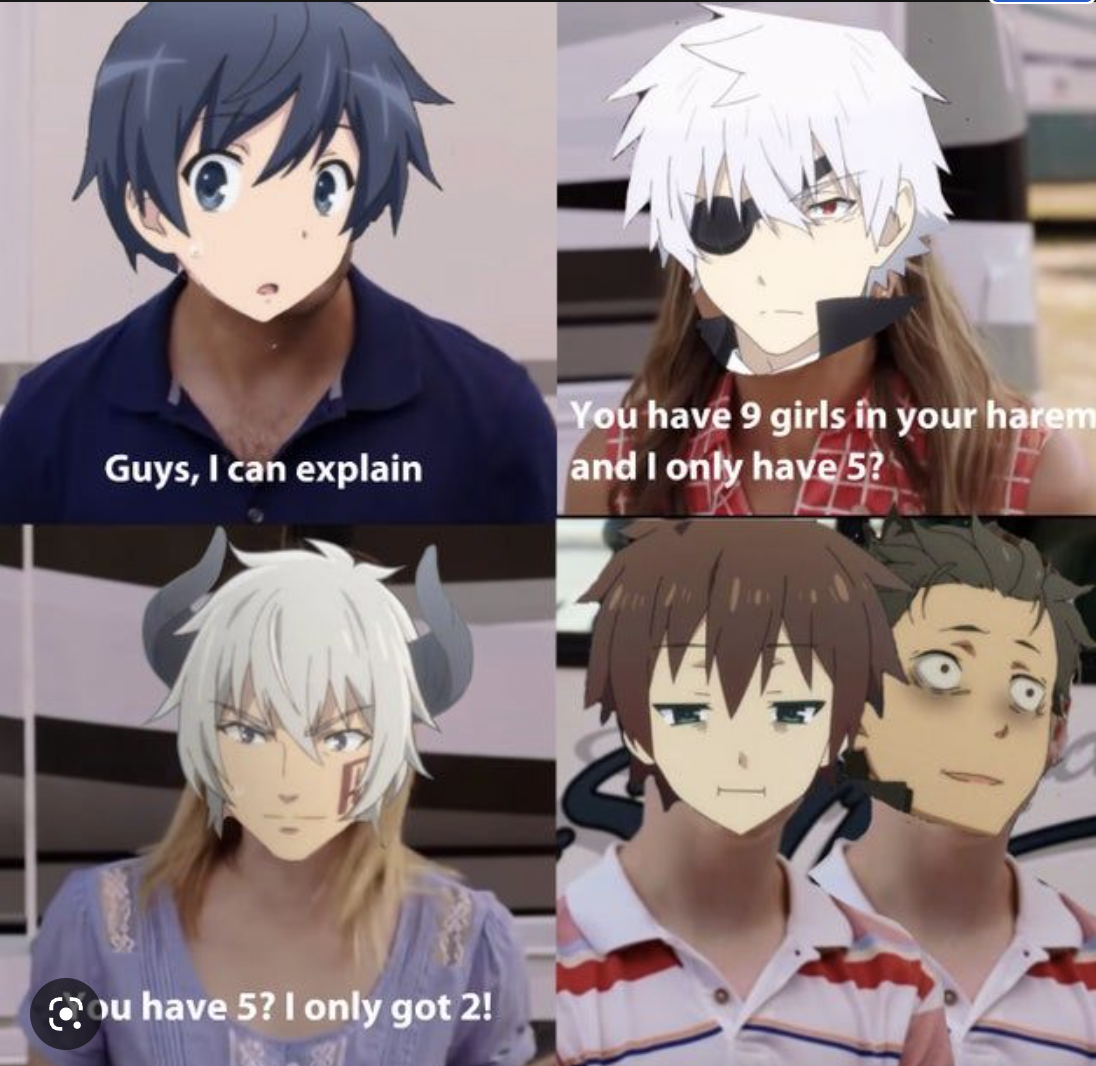 Guys, I can explain
You have 9 girls in your harem
and I only have 5?
You have 5? I only got 2!